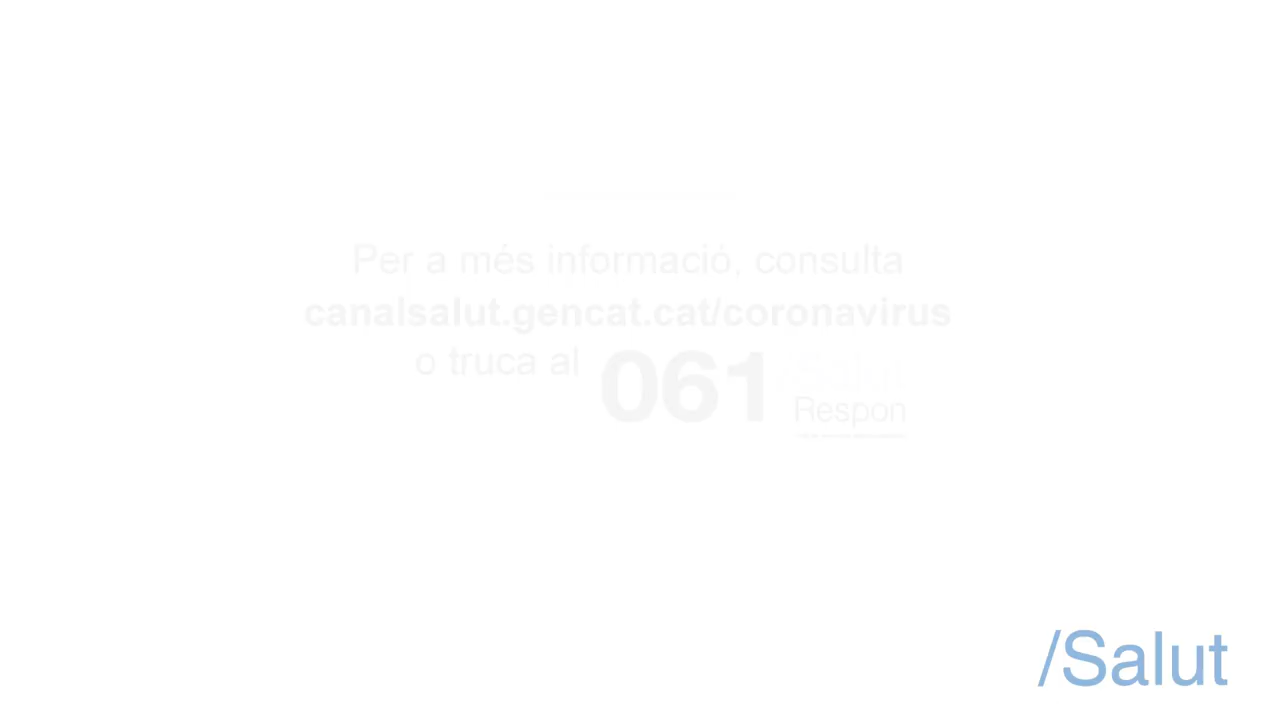 Per a més informació, consulta
canalsalut.gencat.cat/coronavirus
o truca al 061 /Salut
Respon
/Salut